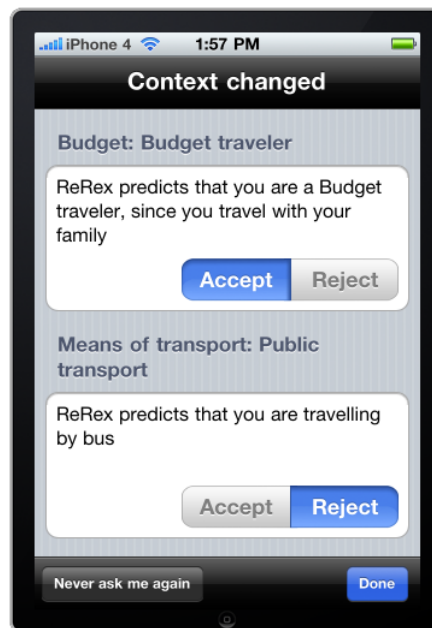 iPhone 4 1:57 PM
Context changed
Budget: Budget traveler
ReRex predicts that you are a Budget
traveler, since you travel with your
family
Accept Reject
Means of transport: Public
transport
ReRex predicts that you are travelling
by bus
Accept Reject
Never ask me again Done